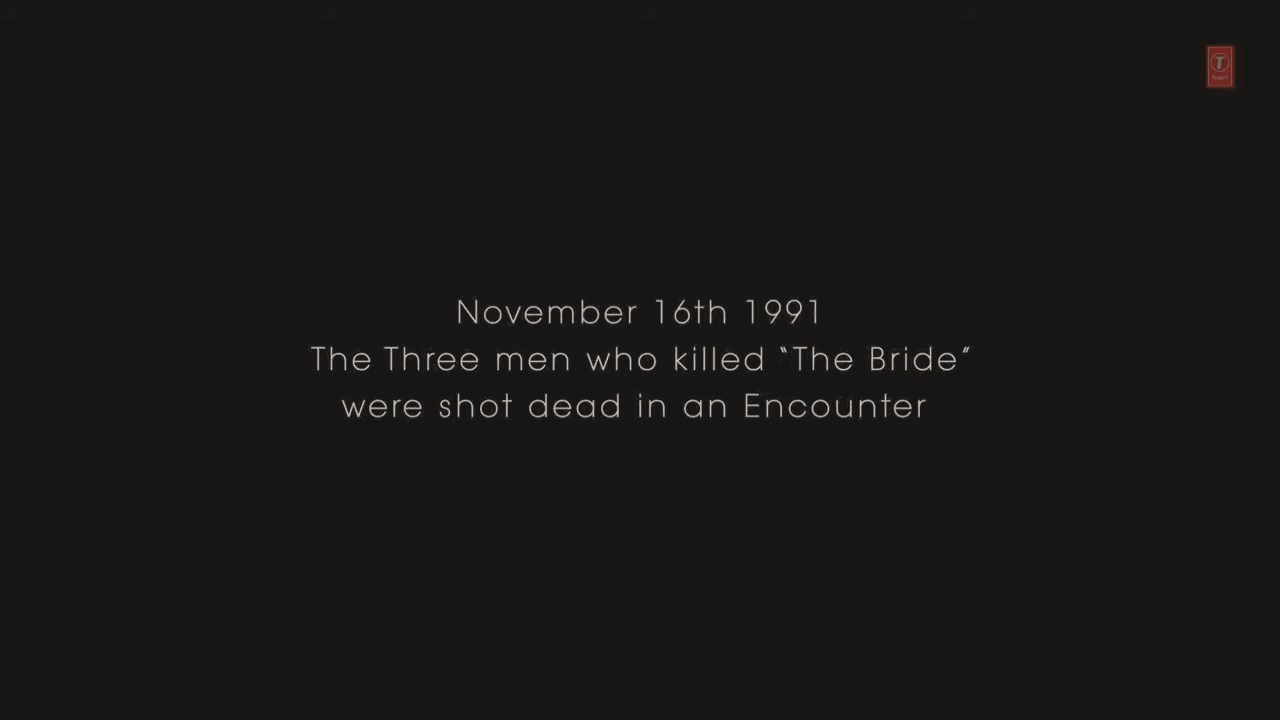 November 16th 1991
The Three men who killed “The Bride”
were shot dead in an Encounter